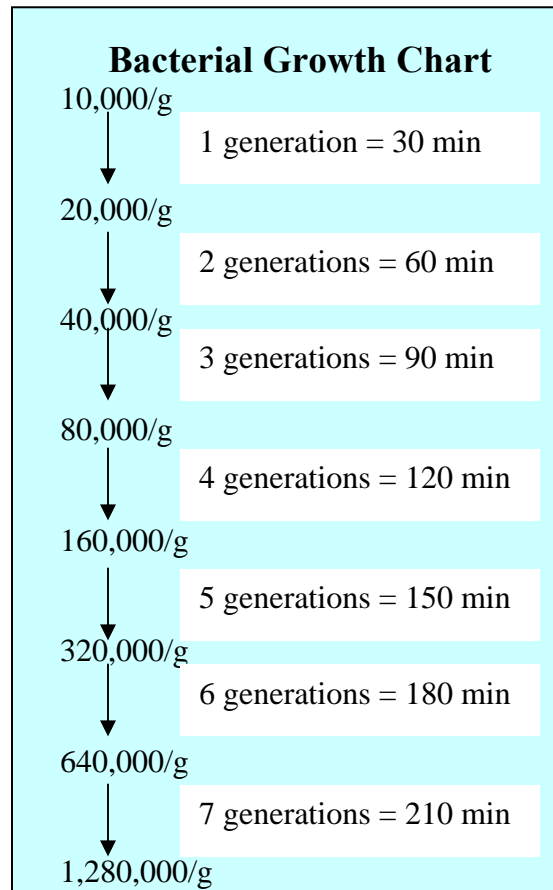 Bacterial Growth Chart
10,000/g
1 generation = 30 min
20,000/g
2 generations = 60 min
40,000/g
3 generations = 90 min
80,000/g
4 generations = 120 min
160,000/g
5 generations = 150 min
320,000/g
6 generations = 180 min
640,000/g
7 generations = 210 min
1,280,000/g